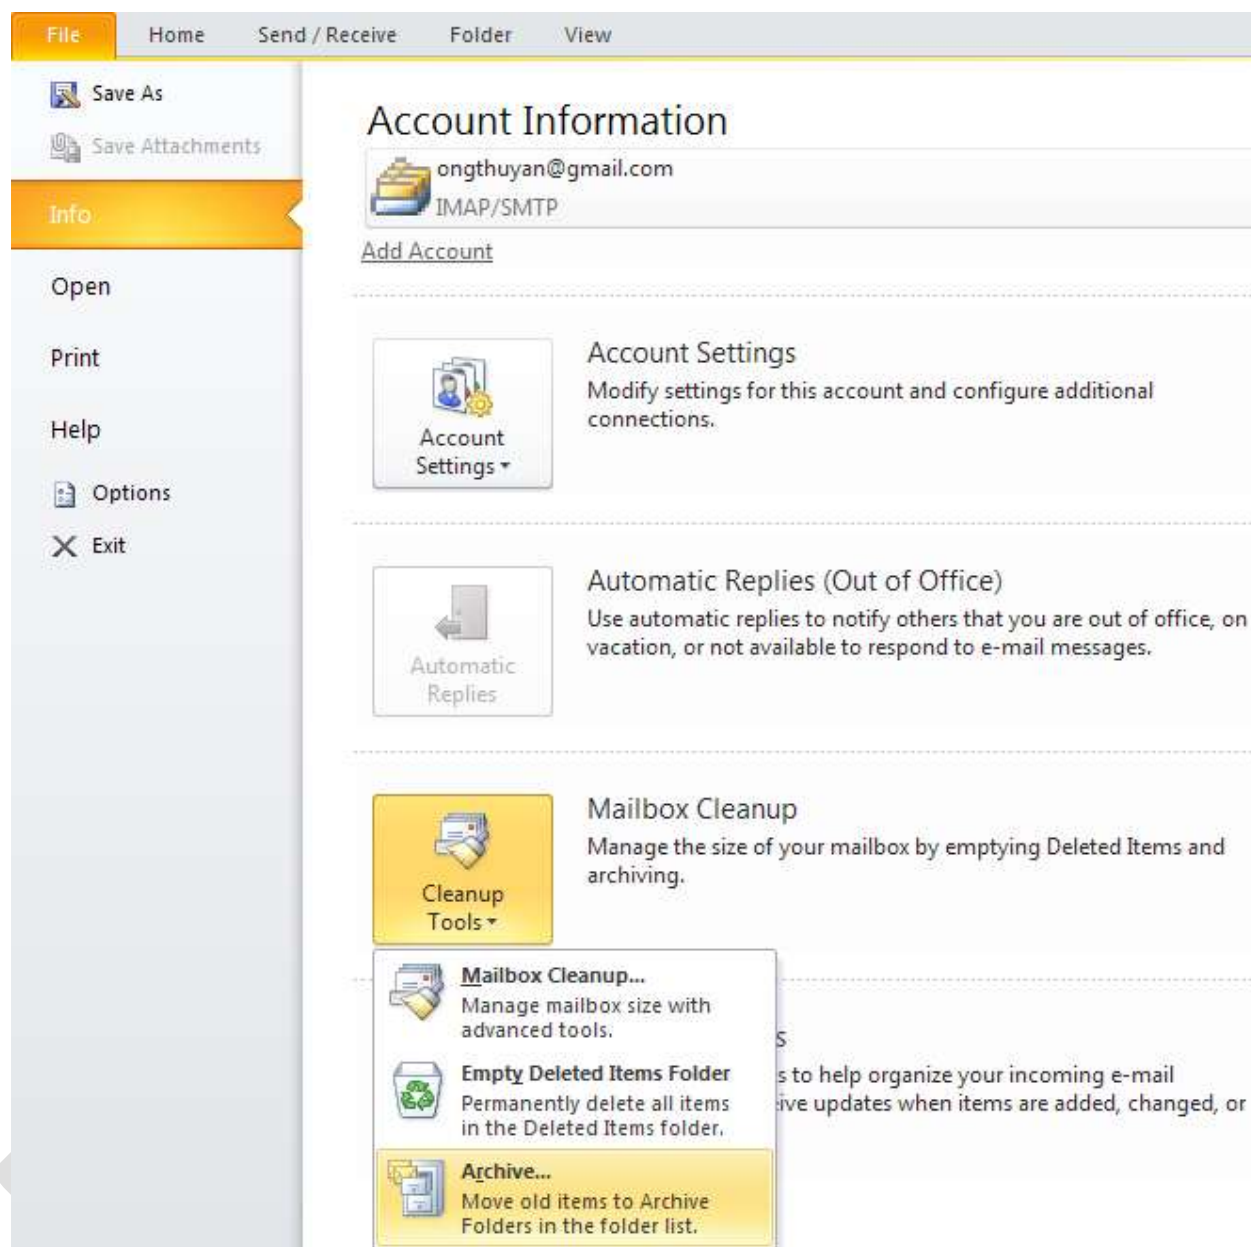 File Home Send / Receive Folder View
Save As
Save Attachments
Info
Open
Print
Help
Options
Exit
Account Information
ongthuyan@gmail.com
IMAP/SMTP
Add Account
Account
Settings
Account Settings
Modify settings for this account and configure additional
connections.
Automatic
Replies
Automatic Replies (Out of Office)
Use automatic replies to notify others that you are out of office, on
vacation, or not available to respond to e-mail messages.
Cleanup
Tools
Mailbox Cleanup
Manage the size of your mailbox by emptying Deleted Items and
archiving.
Mailbox Cleanup...
Manage mailbox size with
advanced tools.
Empty Deleted Items Folder
Permanently delete all items
in the Deleted Items folder.
Archive...
Move old items to Archive
Folders in the folder list.
s
s to help organize your incoming e-mail
ive updates when items are added, changed, or